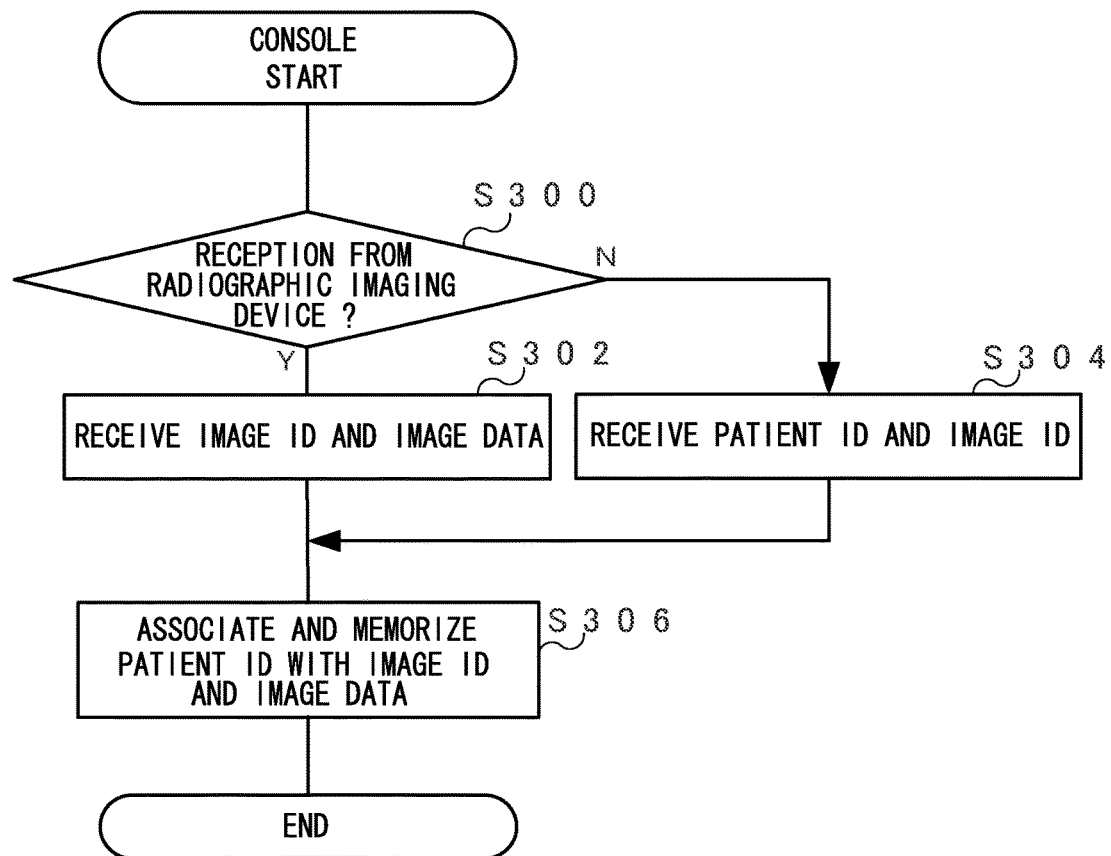 CONSOLE
START
S300
RECEPTION FROM
RADIOGRAPHIC IMAGING
DEVICE ?
N
Y
S302
S304
RECEIVE IMAGE ID AND IMAGE DATA
RECEIVE PATIENT ID AND IMAGE ID
S306
ASSOCIATE AND MEMORIZE
PATIENT ID WITH IMAGE ID
AND IMAGE DATA
END